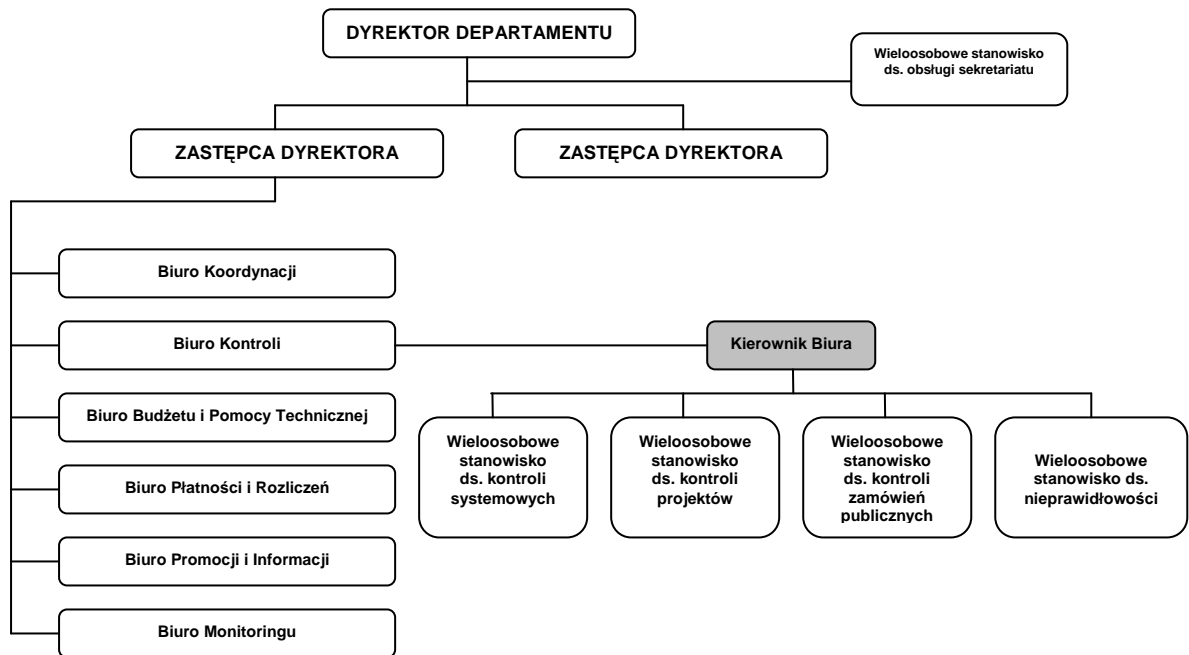 DYREKTOR DEPARTAMENTU
Wieloosobowe stanowisko
ds. obsługi sekretariatu
ZASTĘPCA DYREKTORA
ZASTĘPCA DYREKTORA
Biuro Koordynacji
Biuro Kontroli
Kierownik Biura
Biuro Budżetu i Pomocy Technicznej
Wieloosobowe
stanowisko
ds. kontroli
systemowych
Wieloosobowe
stanowisko
ds. kontroli
projektów
Wieloosobowe
stanowisko
ds. kontroli
zamówień
publicznych
Wieloosobowe
stanowisko ds.
nieprawidłowości
Biuro Płatności i Rozliczeń
Biuro Promocji i Informacji
Biuro Monitoringu